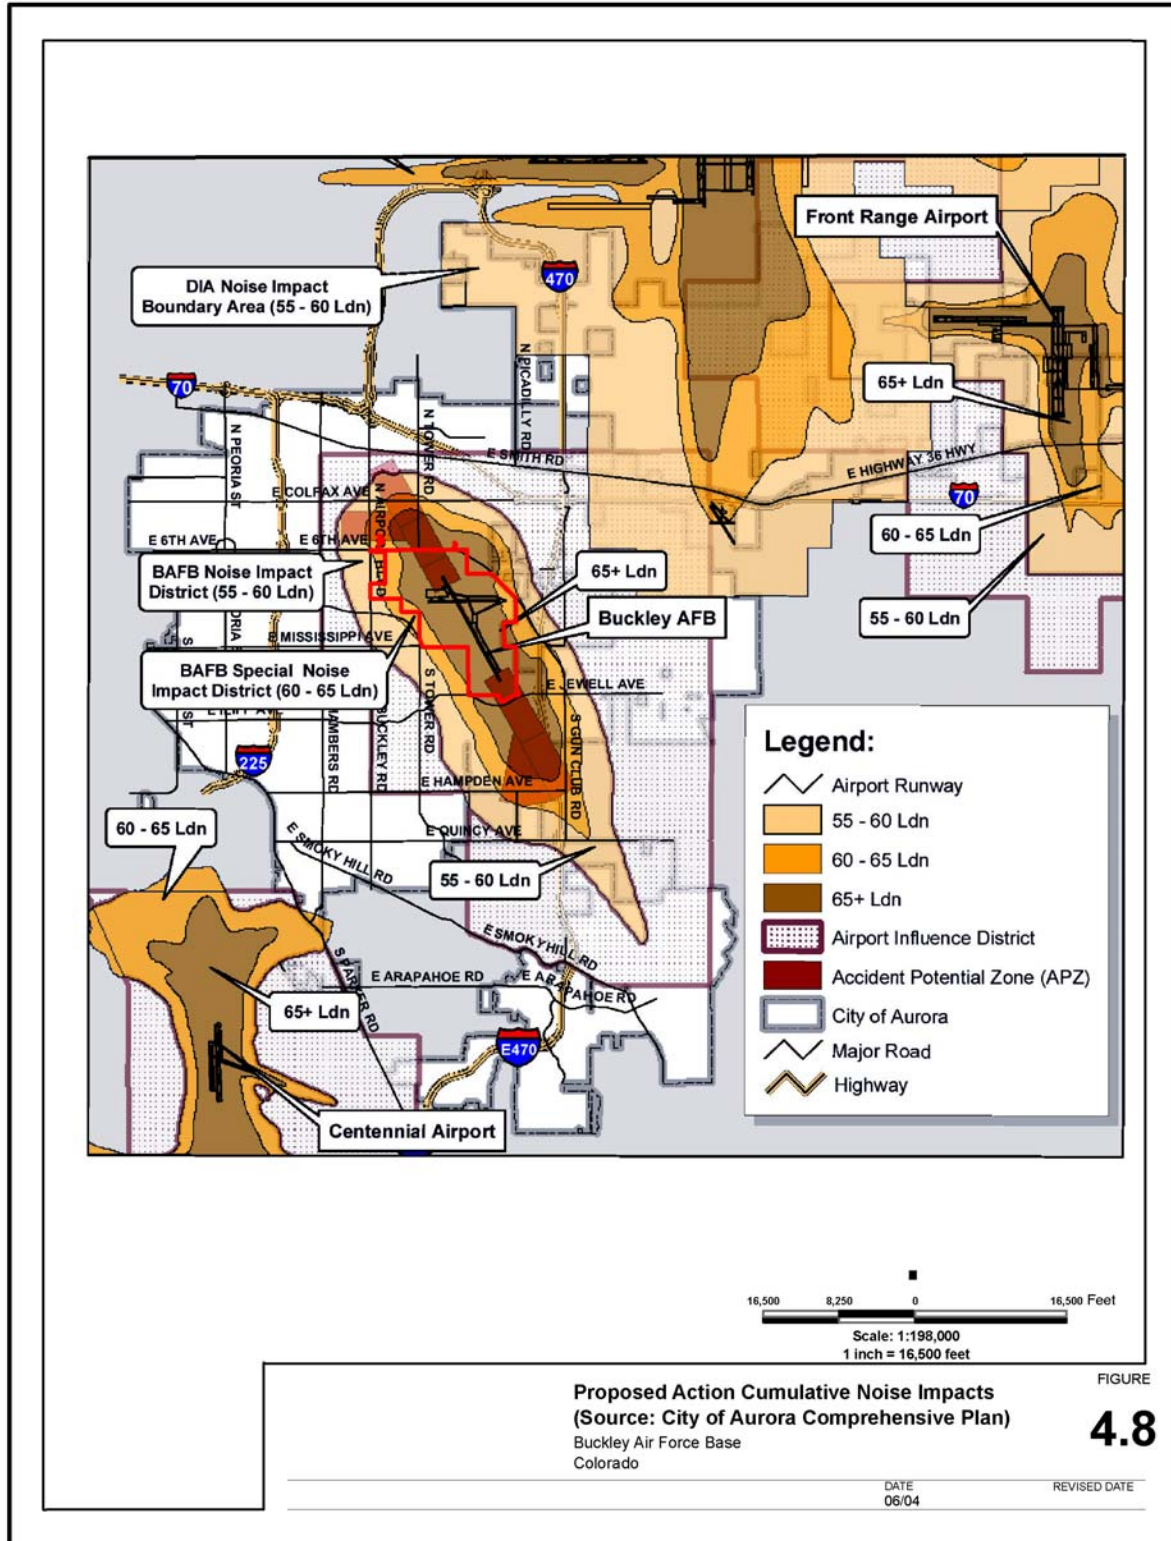 Front Range Airport
DIA Noise Impact
Boundary Area (55 - 60 Ldn)
470
N PICADILLY RD
70
65+ Ldn
N PEORIA ST
N TOWER RD
E SMITH RD
E HIGHWAY 36 HWY
E COLFAX AVE
70
E 6TH AVE
E 6TH AVE
60 - 65 Ldn
BAFB Noise Impact
District (55 - 60 Ldn)
65+ Ldn
Buckley AFB
55 - 60 Ldn
E MISSISSIPPI AVE
BAFB Special Noise
Impact District (60 - 65 Ldn)
E JEWELL AVE
S TOWER RD
BUCKLEY RD
S GUN CLUB RD
225
E HAMPDEN AVE
60 - 65 Ldn
E QUINCY AVE
E SMOKY HILL RD
55 - 60 Ldn
E SMOKY HILL RD
E ARAPAHOE RD
E ARAPAHOE RD
S PARKER RD
65+ Ldn
E470
Centennial Airport
Legend:
Airport Runway
55 - 60 Ldn
60 - 65 Ldn
65+ Ldn
Airport Influence District
Accident Potential Zone (APZ)
City of Aurora
Major Road
Highway
16,500 8,250 0 16,500 Feet
Scale: 1:198,000
1 inch = 16,500 feet
Proposed Action Cumulative Noise Impacts
(Source: City of Aurora Comprehensive Plan)
Buckley Air Force Base
Colorado
FIGURE
4.8
DATE
06/04
REVISED DATE